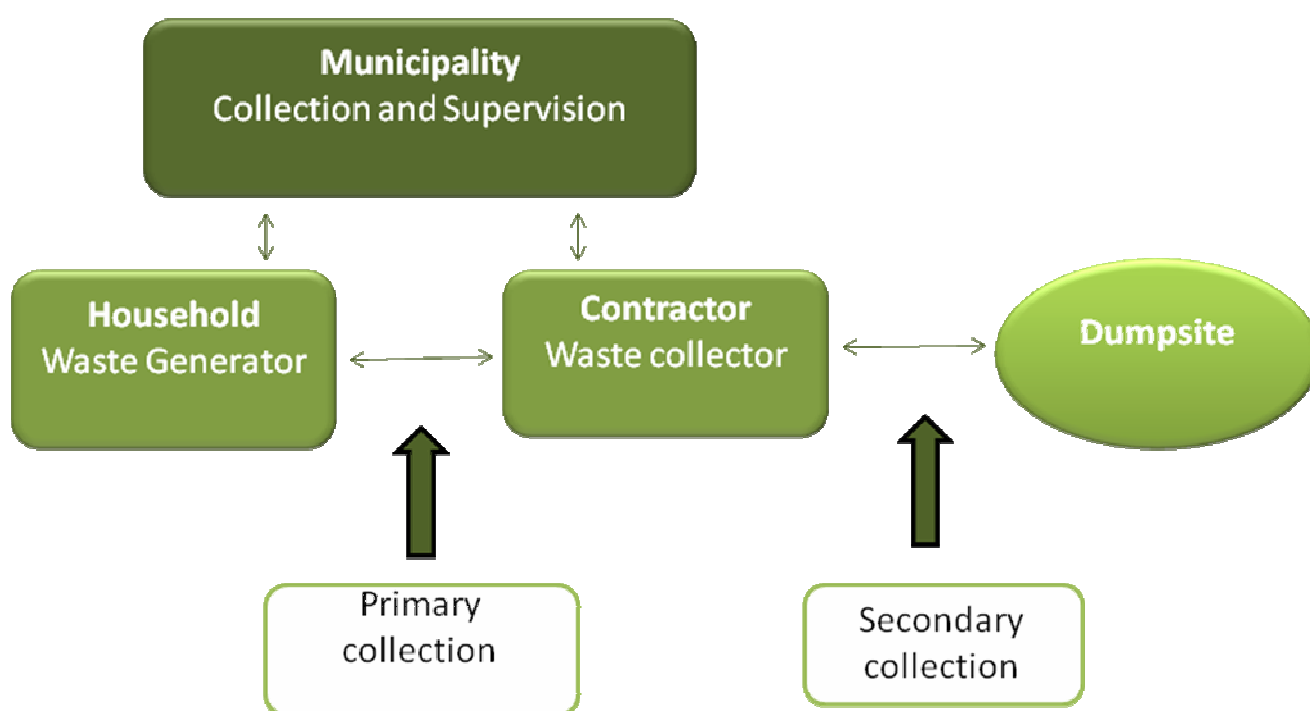 Municipality
Collection and Supervision
Household
Waste Generator
Contractor
Waste collector
Dumpsite
Primary
collection
Secondary
collection